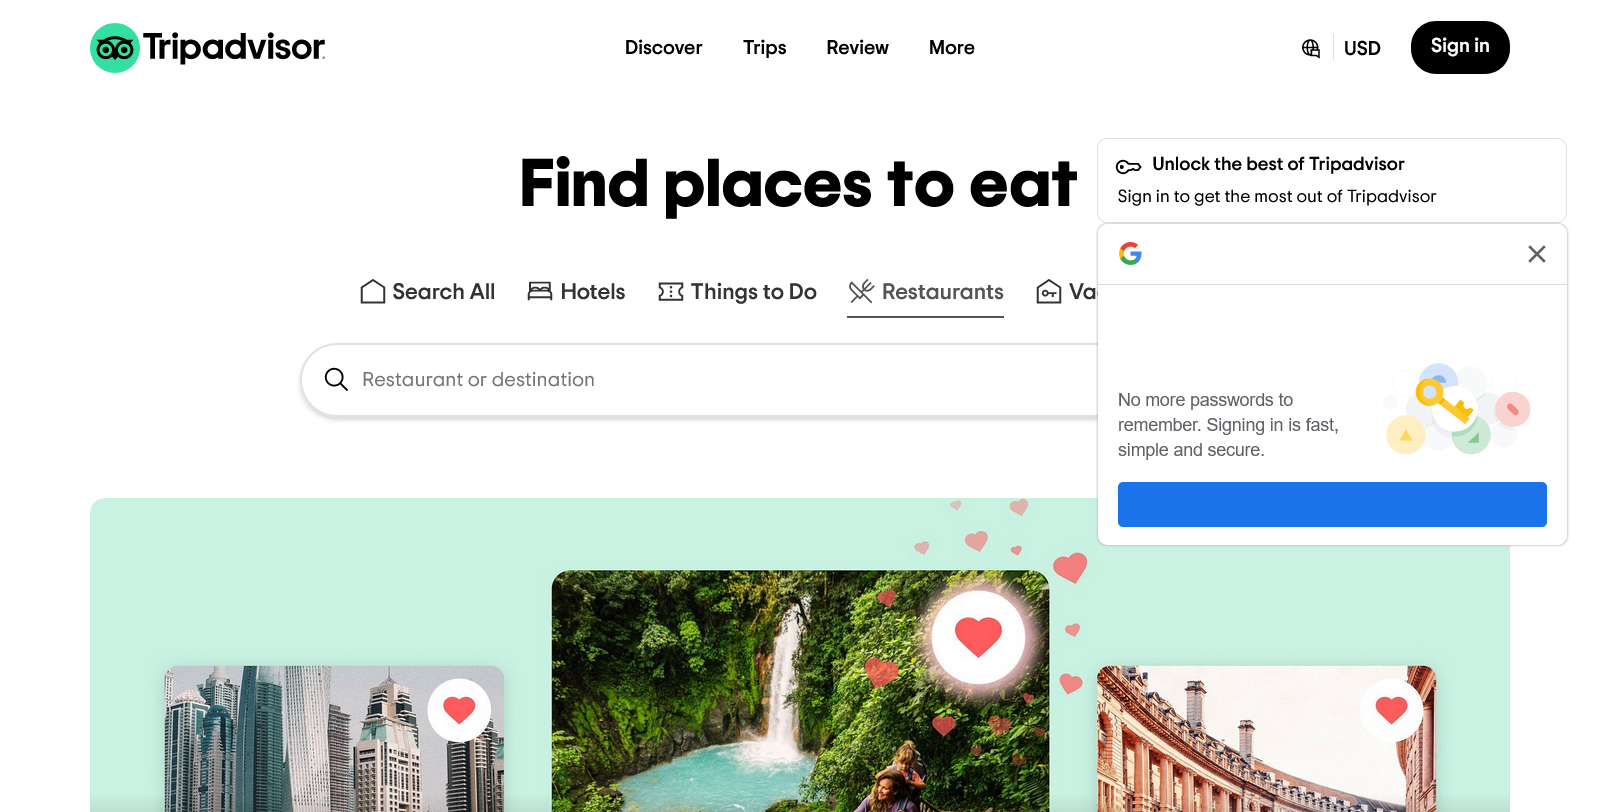 Tripadvisor
Discover
Trips
Review
More
USD
Sign in
Find places to eat
Unlock the best of Tripadvisor
Sign in to get the most out of Tripadvisor
Search All
Hotels
Things to Do
Restaurants
Restaurant or destination
No more passwords to
remember. Signing in is fast,
simple and secure.